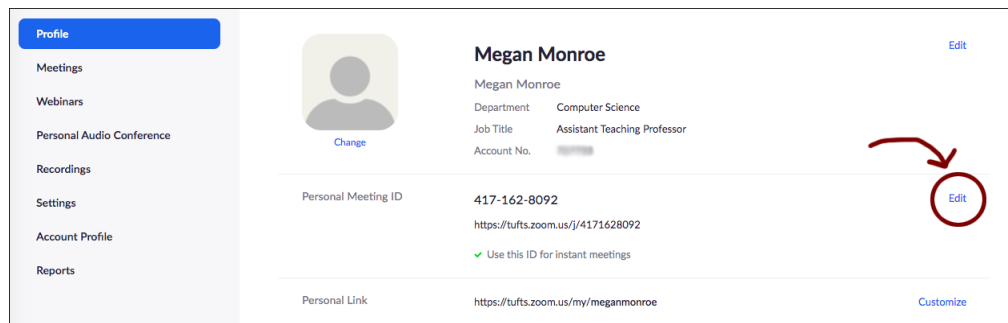 Profile
Meetings
Webinars
Personal Audio Conference
Recordings
Settings
Account Profile
Reports
Change
Megan Monroe
Edit
Megan Monroe
Department Computer Science
Job Title Assistant Teaching Professor
Account No.
Personal Meeting ID 417-162-8092 Edit
https://tufts.zoom.us/j/4171628092
Use this ID for instant meetings
Personal Link https://tufts.zoom.us/my/meganmonroe Customize